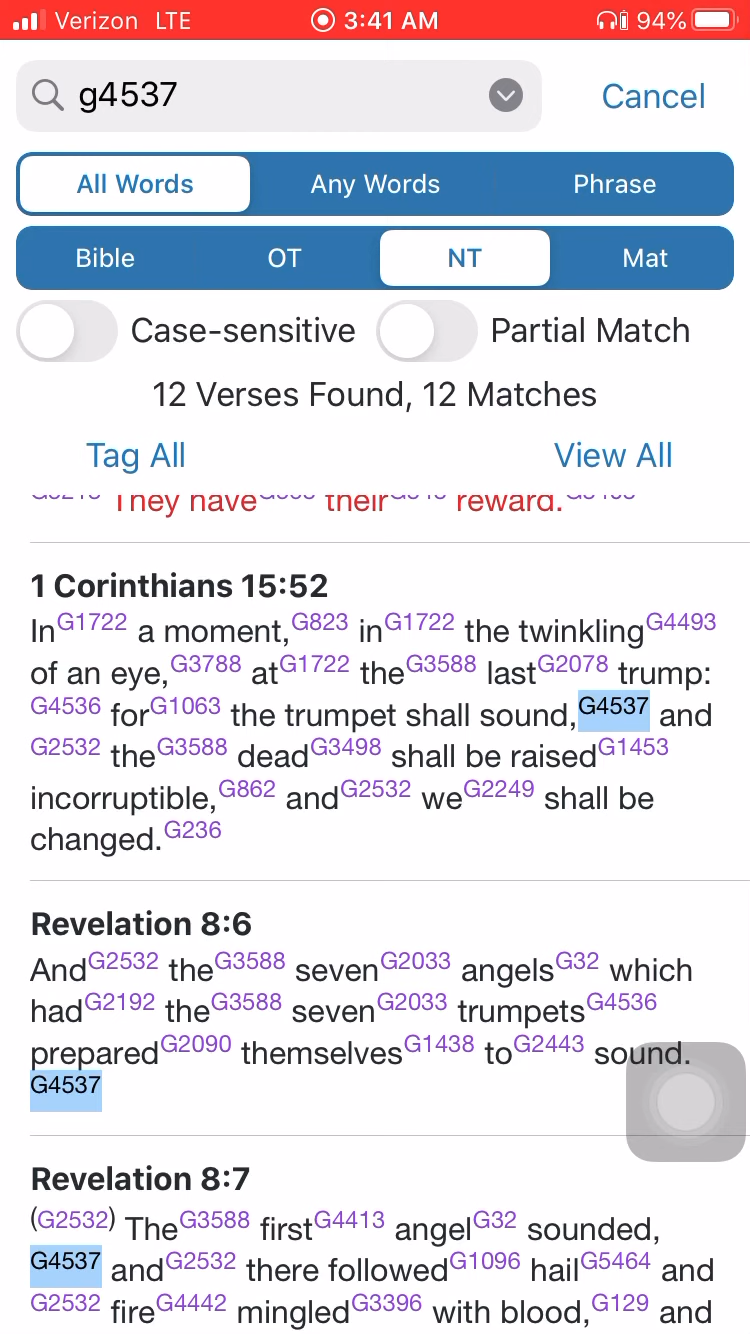 Verizon LTE 3:41 AM 94%
g4537 Cancel
All Words Any Words Phrase
Bible OT NT Mat
Case-sensitive Partial Match
12 Verses Found, 12 Matches
Tag All View All
They have their reward.
1 Corinthians 15:52
InG1722 a moment,G823 inG1722 the twinklingG4493
of an eye,G3788 atG1722 theG3588 lastG2078 trump:
G4536 forG1063 the trumpet shall sound,G4537 and
G2532 theG3588 deadG3498 shall be raisedG1453
incorruptible,G862 andG2532 weG2249 shall be
changed.G236
Revelation 8:6
AndG2532 theG3588 sevenG2033 angelsG32 which
hadG2192 theG3588 sevenG2033 trumpetsG4536
preparedG2090 themselvesG1438 toG2443 sound.
G4537
Revelation 8:7
(G2532) TheG3588 firstG4413 angelG32 sounded,
G4537 andG2532 there followedG1096 hailG5464 and
G2532 fireG4442 mingledG3396 with blood,G129 and